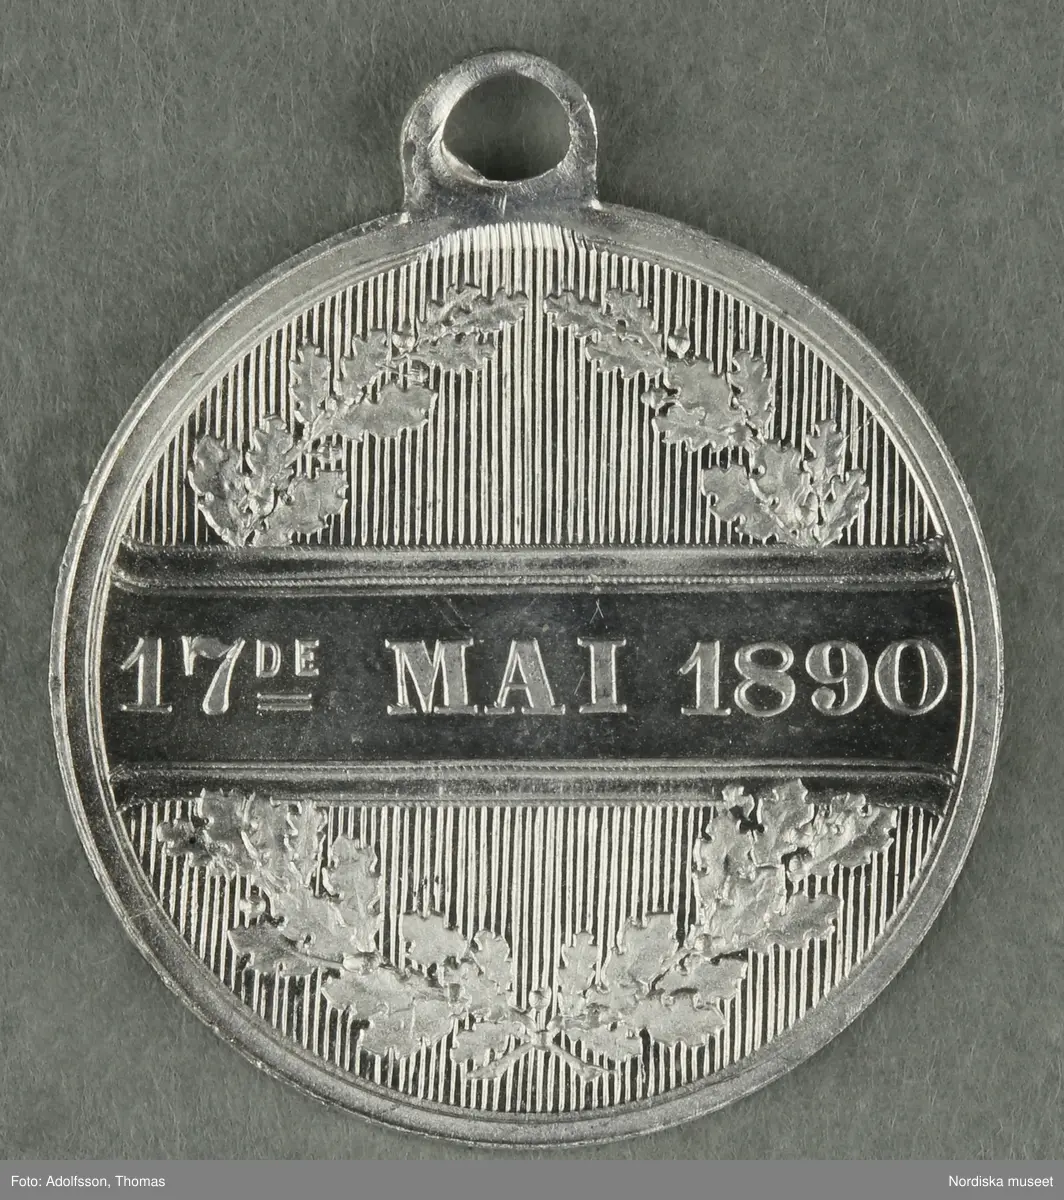 17DE MAI 1890
Foto: Adolfsson, Thomas
Nordiska museet